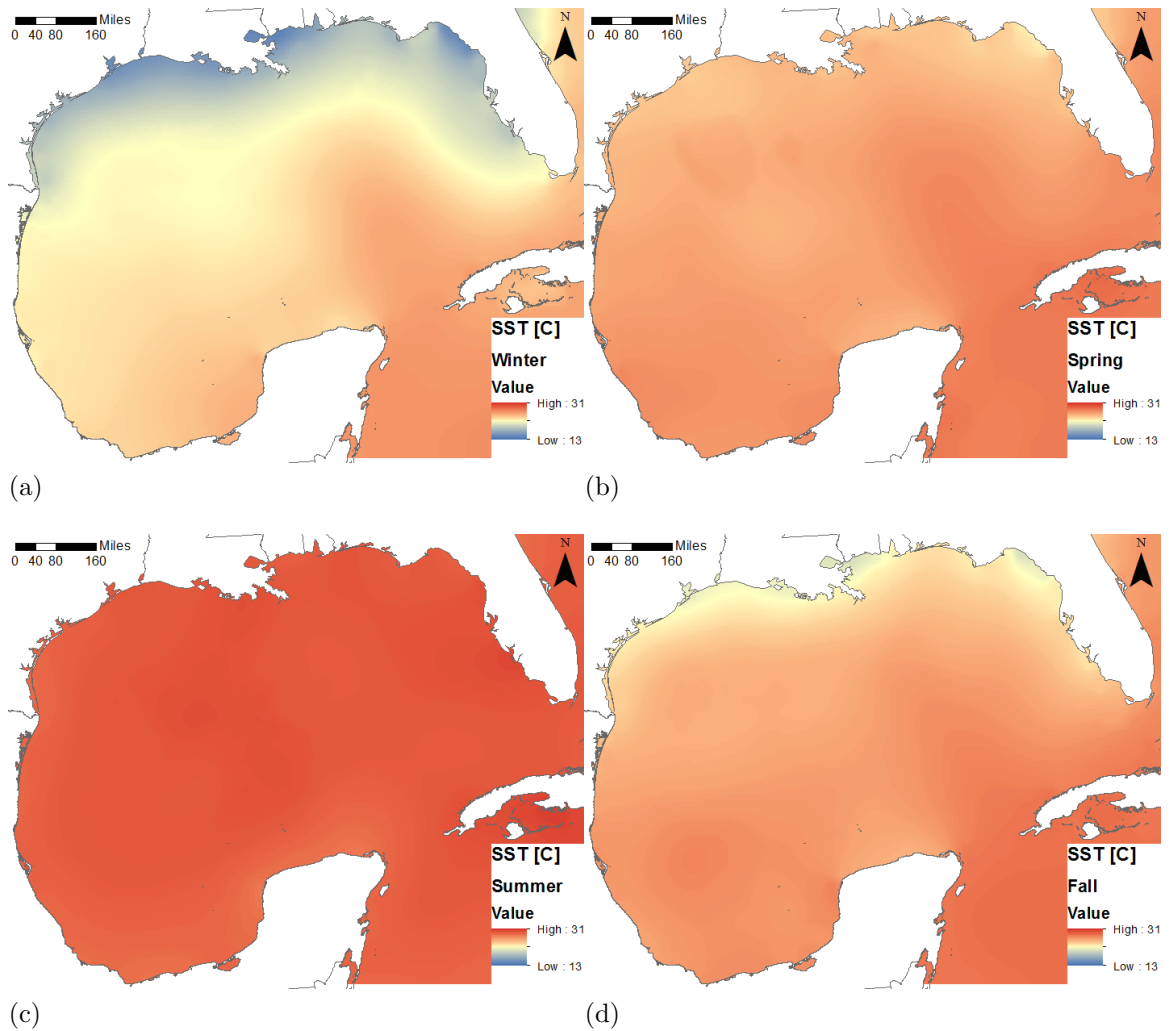 Miles
0 40 80 160
N
SST [C]
Winter
Value
High : 31
Low : 13
(a)
Miles
0 40 80 160
N
SST [C]
Spring
Value
High : 31
Low : 13
(b)
Miles
0 40 80 160
N
SST [C]
Summer
Value
High : 31
Low : 13
(c)
Miles
0 40 80 160
N
SST [C]
Fall
Value
High : 31
Low : 13
(d)